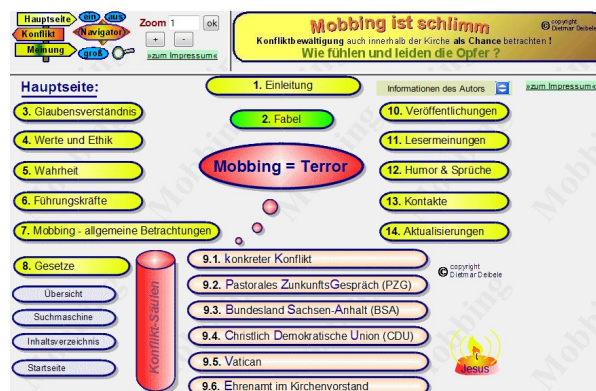 Hauptseite
ein
aus
Konflikt
Navigator
Meinung
groß
Zoom 1 ok
+ -
»zum Impressum«
Mobbing ist schlimm
© copyright
Dietmar Deibele
Konfliktbewältigung auch innerhalb der Kirche als Chance betrachten !
Wie fühlen und leiden die Opfer ?
Hauptseite:
1. Einleitung
Informationen des Autors
»zum Impressum«
3. Glaubensverständnis
2. Fabel
10. Veröffentlichungen
4. Werte und Ethik
11. Lesermeinungen
5. Wahrheit
Mobbing = Terror
12. Humor & Sprüche
6. Führungskräfte
13. Kontakte
7. Mobbing - allgemeine Betrachtungen
14. Aktualisierungen
8. Gesetze
Konflikt-Säulen
9.1. konkreter Konflikt
© copyright
Dietmar Deibele
Übersicht
9.2. Pastorales ZunkunftsGespräch (PZG)
Suchmaschine
9.3. Bundesland Sachsen-Anhalt (BSA)
Inhaltsverzeichnis
9.4. Christlich Demokratische Union (CDU)
Startseite
9.5. Vatican
Jesus
9.6. Ehrenamt im Kirchenvorstand
Mobbing